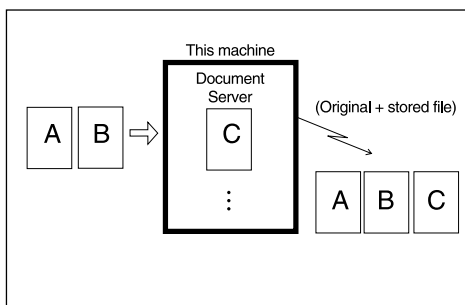 This machine
Document
Server
A B
C
(Original + stored file)
A B C